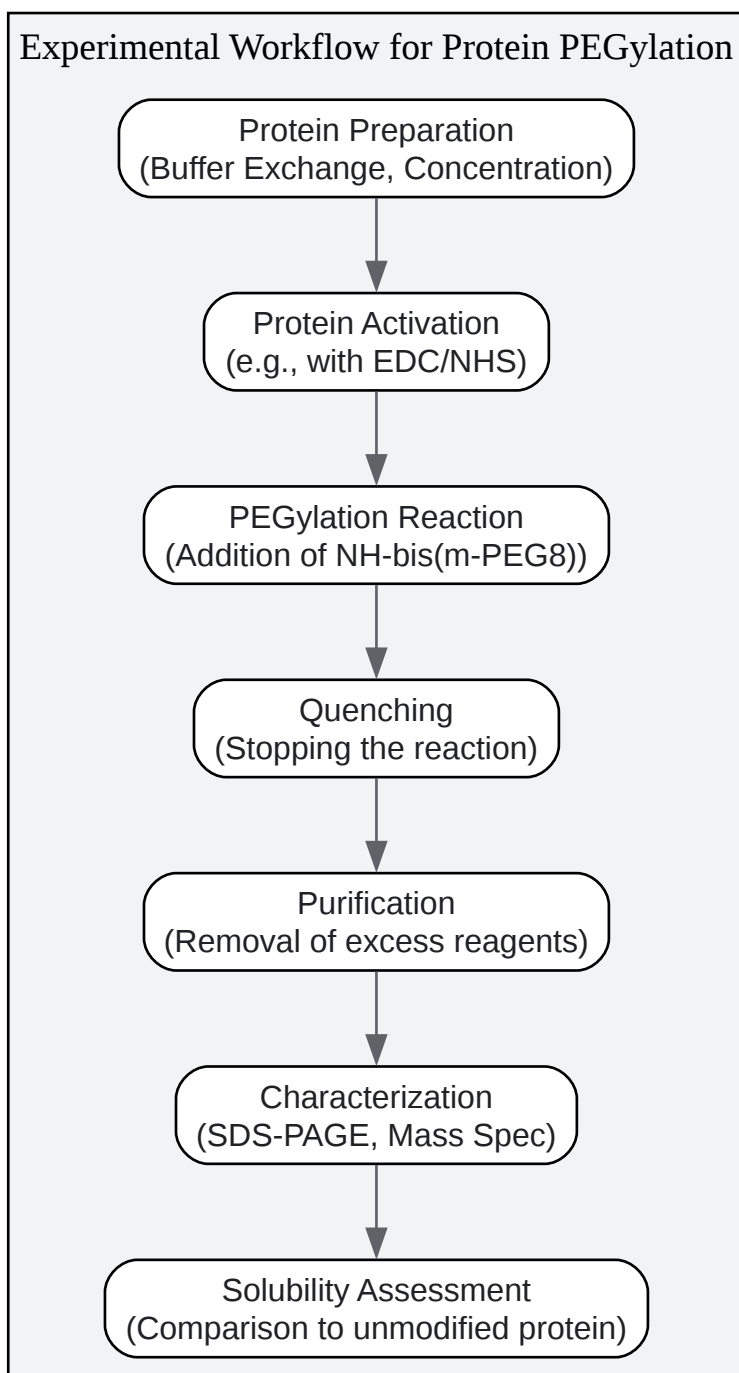 Experimental Workflow for Protein PEGylation
Protein Preparation
(Buffer Exchange, Concentration)
Protein Activation
(e.g., with EDC/NHS)
PEGylation Reaction
(Addition of NH-bis(m-PEG8))
Quenching
(Stopping the reaction)
Purification
(Removal of excess reagents)
Characterization
(SDS-PAGE, Mass Spec)
Solubility Assessment
(Comparison to unmodified protein)